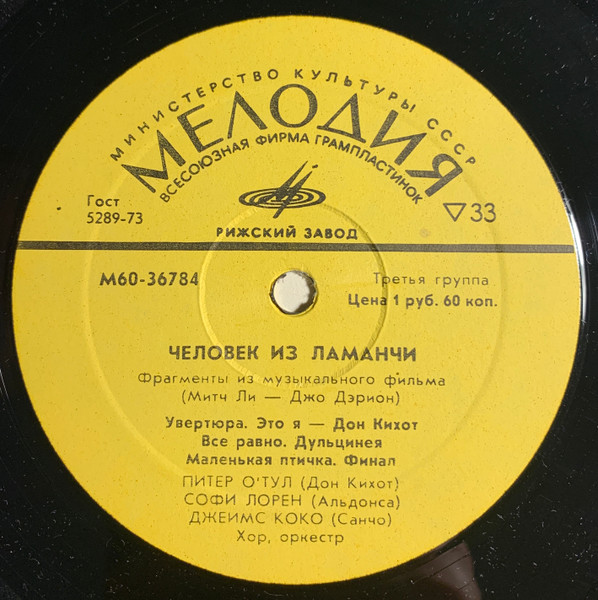 МИНИСТЕРСТВО КУЛЬТУРЫ СССР
МЕЛОДИЯ
ВСЕСОЮЗНАЯ ФИРМА ГРАМПЛАСТИНОК
Гост
5289-73
▽33
РИЖСКИЙ ЗАВОД
М60-36784
Третья группа
Цена 1 руб. 60 коп.
ЧЕЛОВЕК ИЗ ЛАМАНЧИ
Фрагменты из музыкального фильма
(Митч Ли — Джо Дэрион)
Увертюра. Это я — Дон Кихот
Все равно. Дульцинея
Маленькая птичка. Финал
ПИТЕР О'ТУЛ (Дон Кихот)
СОФИ ЛОРЕН (Альдонса)
ДЖЕИМС КОКО (Санчо)
Хор, оркестр